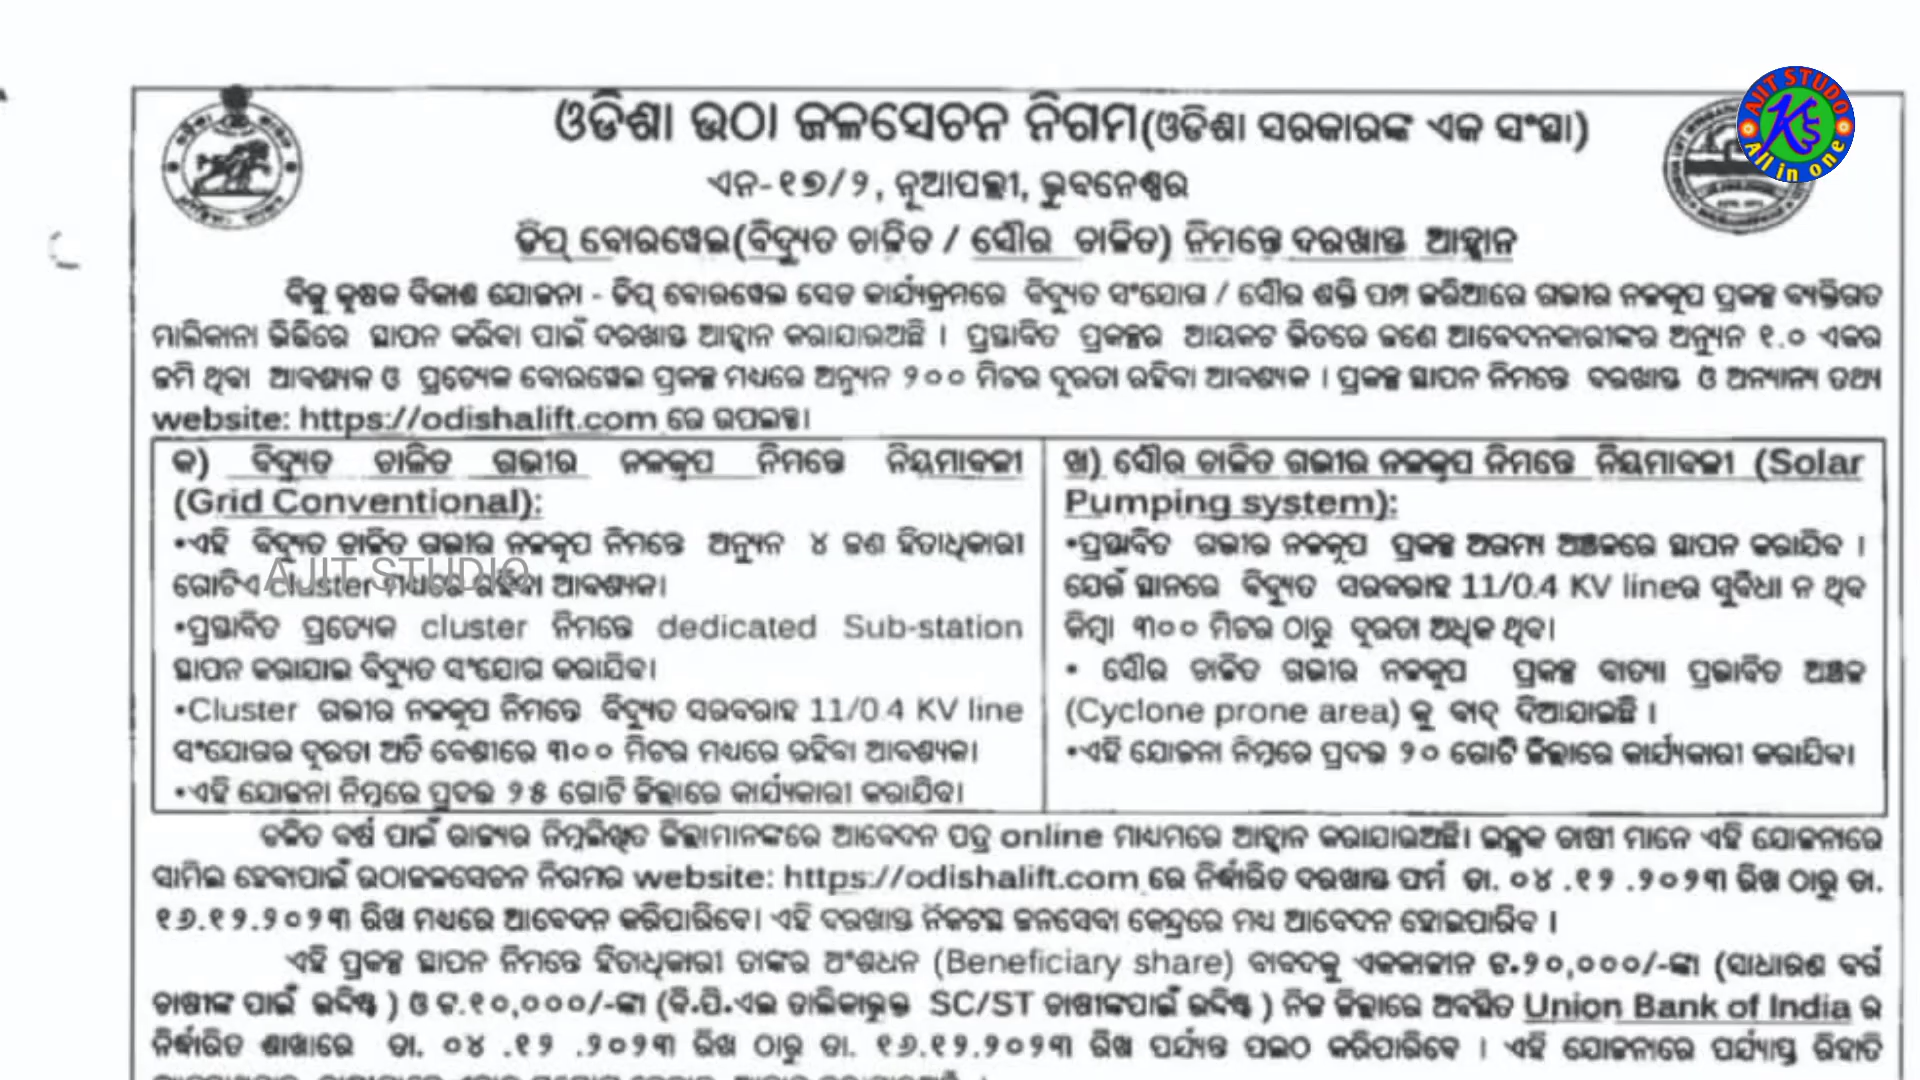 ଓଡିଶା ଉଠା ଜଳସେଚନ ନିଗମ(ଓଡିଶା ସରକାରଙ୍କ ଏକ ସଂସ୍ଥା)
ଏନ-୧୭/୨, ନୂଆପଲ୍ଲୀ, ଭୁବନେଶ୍ୱର
ଡିପ୍ ବୋରୱେଲ(ବିଦ୍ୟୁତ ଚାଳିତ / ସୌର ଚାଳିତ) ନିମନ୍ତେ ଦରଖାସ୍ତ ଆହ୍ୱାନ
ବିଜୁ କୃଷକ ବିକାଶ ଯୋଜନା - ଡିପ୍ ବୋରୱେଲ ସେଚ କାର୍ଯ୍ୟକ୍ରମରେ ବିଦ୍ୟୁତ ସଂଯୋଗ / ସୌର ଶକ୍ତି ପମ୍ପ ଜରିଆରେ ଗଭୀର ନଳକୂପ ପ୍ରକଳ୍ପ ବ୍ୟକ୍ତିଗତ
ମାଲିକାନା ଭିତ୍ତିରେ ସ୍ଥାପନ କରିବା ପାଇଁ ଦରଖାସ୍ତ ଆହ୍ୱାନ କରାଯାଉଅଛି । ପ୍ରସ୍ତାବିତ ପ୍ରକଳ୍ପର ଆୟକଟ ଭିତରେ ଜଣେ ଆବେଦନକାରୀଙ୍କର ଅନ୍ୟୁନ ୧.୦ ଏକର
ଜମି ଥିବା ଆବଶ୍ୟକ ଓ ପ୍ରତ୍ୟେକ ବୋରୱେଲ ପ୍ରକଳ୍ପ ମଧ୍ୟରେ ଅନ୍ୟୁନ ୨୦୦ ମିଟର ଦୂରତା ରହିବା ଆବଶ୍ୟକ । ପ୍ରକଳ୍ପ ସ୍ଥାପନ ନିମନ୍ତେ ଦରଖାସ୍ତ ଓ ଅନ୍ୟାନ୍ୟ ତଥ୍ୟ
website: https://odishalift.com ରେ ଉପଲବ୍ଧ।
କ) ବିଦ୍ୟୁତ ଚାଳିତ ଗଭୀର ନଳକୂପ ନିମନ୍ତେ ନିୟମାବଳୀ
(Grid Conventional):
•ଏହି ବିଦ୍ୟୁତ ଚାଳିତ ଗଭୀର ନଳକୂପ ନିମନ୍ତେ ଅନ୍ୟୁନ ୪ ଜଣ ହିତାଧିକାରୀ
ଗୋଟିଏ cluster ମଧ୍ୟରେ ରହିବା ଆବଶ୍ୟକ।
•ପ୍ରସ୍ତାବିତ ପ୍ରତ୍ୟେକ cluster ନିମନ୍ତେ dedicated Sub-station
ସ୍ଥାପନ କରାଯାଇ ବିଦ୍ୟୁତ ସଂଯୋଗ କରାଯିବ।
•Cluster ଗଭୀର ନଳକୂପ ନିମନ୍ତେ ବିଦ୍ୟୁତ ସରବରାହ 11/0.4 KV line
ସଂଯୋଗର ଦୂରତା ଅତି ବେଶୀରେ ୩୦୦ ମିଟର ମଧ୍ୟରେ ରହିବା ଆବଶ୍ୟକ।
•ଏହି ଯୋଜନା ନିମ୍ନରେ ପ୍ରଦତ୍ତ ୨୫ ଗୋଟି ଜିଲ୍ଲାରେ କାର୍ଯ୍ୟକାରୀ କରାଯିବ।
ଖ) ସୌର ଚାଳିତ ଗଭୀର ନଳକୂପ ନିମନ୍ତେ ନିୟମାବଳୀ (Solar
Pumping system):
•ପ୍ରସ୍ତାବିତ ଗଭୀର ନଳକୂପ ପ୍ରକଳ୍ପ ଅଗମ୍ୟ ଅଞ୍ଚଳରେ ସ୍ଥାପନ କରାଯିବ ।
ଯେଉଁ ସ୍ଥାନରେ ବିଦ୍ୟୁତ ସରବରାହ 11/0.4 KV lineର ସୁବିଧା ନ ଥିବ
କିମ୍ବା ୩୦୦ ମିଟର ଠାରୁ ଦୂରତା ଅଧିକ ଥିବ।
• ସୌର ଚାଳିତ ଗଭୀର ନଳକୂପ ପ୍ରକଳ୍ପ ବାତ୍ୟା ପ୍ରଭାବିତ ଅଞ୍ଚଳ
(Cyclone prone area) କୁ ବାଦ୍ ଦିଆଯାଇଛି ।
•ଏହି ଯୋଜନା ନିମ୍ନରେ ପ୍ରଦତ୍ତ ୨୦ ଗୋଟି ଜିଲ୍ଲାରେ କାର୍ଯ୍ୟକାରୀ କରାଯିବ।
ଚଳିତ ବର୍ଷ ପାଇଁ ରାଜ୍ୟର ନିମ୍ନଲିଖିତ ଜିଲ୍ଲାମାନଙ୍କରେ ଆବେଦନ ପତ୍ର online ମାଧ୍ୟମରେ ଆହ୍ୱାନ କରାଯାଉଅଛି। ଇଚ୍ଛୁକ ଚାଷୀ ମାନେ ଏହି ଯୋଜନାରେ
ସାମିଲ ହେବାପାଇଁ ଉଠାଜଳସେଚନ ନିଗମର website: https://odishalift.com ରେ ନିର୍ଦ୍ଧାରିତ ଦରଖାସ୍ତ ଫର୍ମ ତା. ୦୪ .୧୨ .୨୦୨୩ ରିଖ ଠାରୁ ତା.
୧୬.୧୨.୨୦୨୩ ରିଖ ମଧ୍ୟରେ ଆବେଦନ କରିପାରିବେ। ଏହି ଦରଖାସ୍ତ ନିକଟସ୍ଥ ଜନସେବା କେନ୍ଦ୍ରରେ ମଧ୍ୟ ଆବେଦନ ହୋଇପାରିବ ।
ଏହି ପ୍ରକଳ୍ପ ସ୍ଥାପନ ନିମନ୍ତେ ହିତାଧିକାରୀ ତାଙ୍କର ଅଂଶଧନ (Beneficiary share) ବାବଦକୁ ଏକକାଳୀନ ଟ.୨୦,୦୦୦/-ଙ୍କା (ସାଧାରଣ ବର୍ଗ
ଚାଷୀଙ୍କ ପାଇଁ ଉଦ୍ଦିଷ୍ଟ ) ଓ ଟ.୧୦,୦୦୦/-ଙ୍କା (ବି.ପି.ଏଲ ତାଲିକାଭୁକ୍ତ SC/ST ଚାଷୀଙ୍କପାଇଁ ଉଦ୍ଦିଷ୍ଟ ) ନିଜ ଜିଲ୍ଲାରେ ଅବସ୍ଥିତ Union Bank of India ର
ନିର୍ଦ୍ଧାରିତ ଶାଖାରେ ତା. ୦୪ .୧୨ .୨୦୨୩ ରିଖ ଠାରୁ ତା. ୧୬.୧୨.୨୦୨୩ ରିଖ ପର୍ଯ୍ୟନ୍ତ ପଇଠ କରିପାରିବେ । ଏହି ଯୋଜନାରେ ପର୍ଯ୍ୟାପ୍ତ ରିହାତି
AJIT STUDIO
AJIT STUDO
KS
All in one